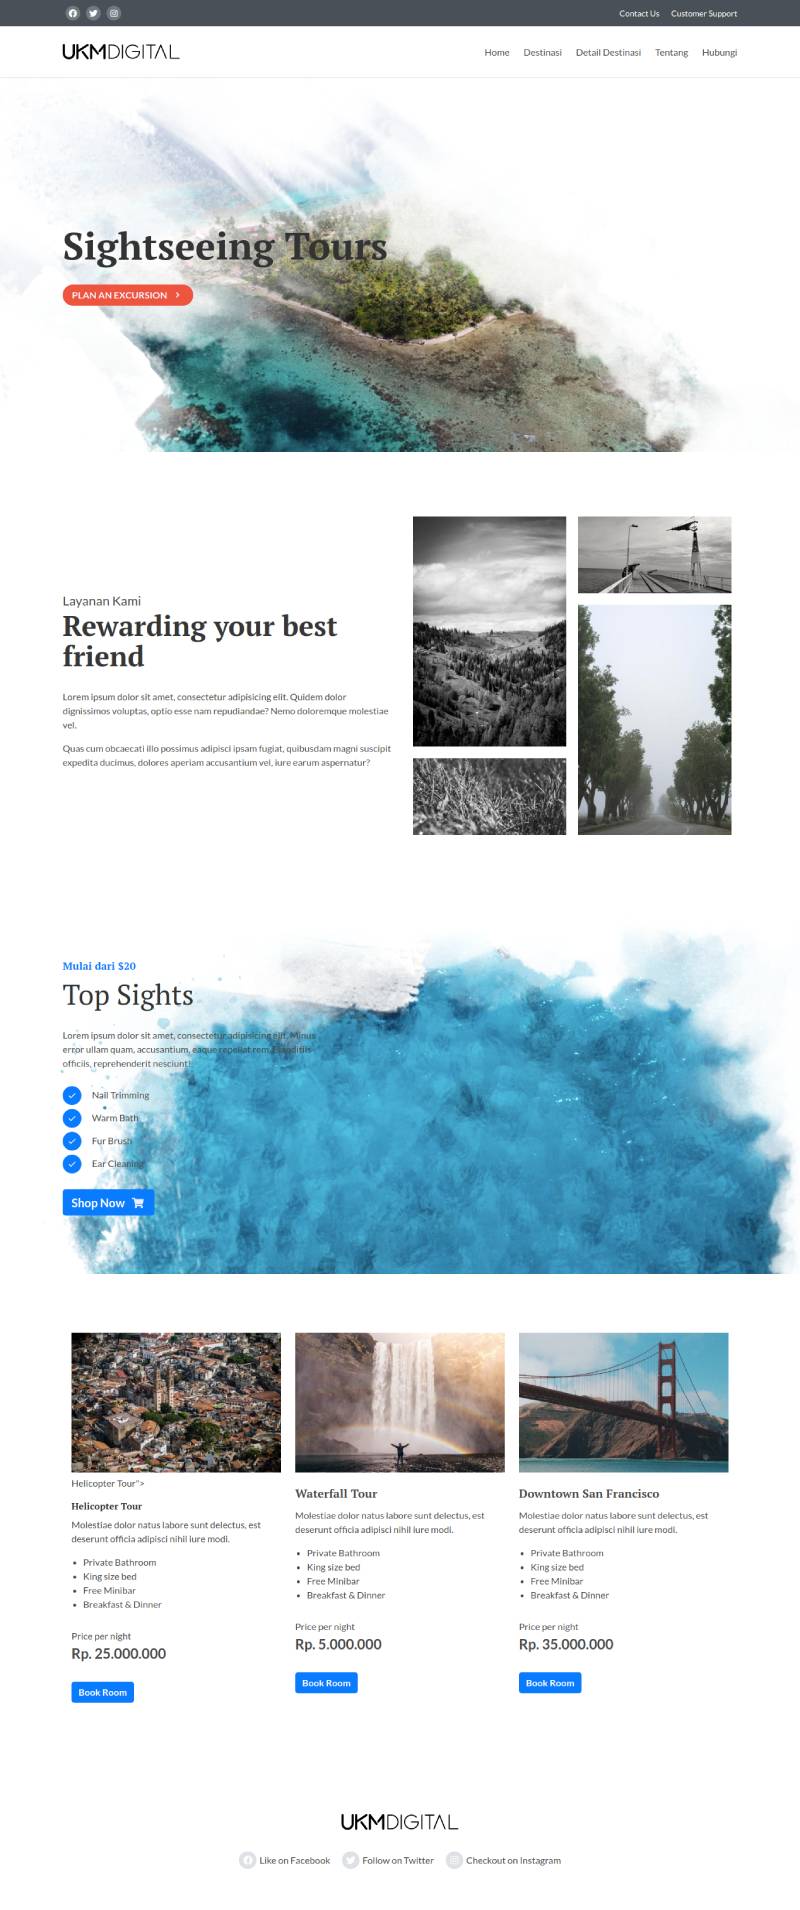 Contact Us Customer Support
UKMDIGITAL
Home Destinasi Detail Destinasi Tentang Hubungi
Sightseeing Tours
PLAN AN EXCURSION
Layanan Kami
Rewarding your best
friend
Lorem ipsum dolor sit amet, consectetur adipisicing elit. Quidem dolor
dignissimos voluptas, optio esse nam repudiandae? Nemo doloremque molestiae
vel.
Quas cum obcaecati illo possimus adipisci ipsam fugiat, quibusdam magni suscipit
expedita ducimus, dolores aperiam accusantium vel, iure earum aspernatur?
Mulai dari $20
Top Sights
Lorem ipsum dolor sit amet, consectetur adipisicing elit. Minus
error ullam quam, accusantium, eaque repellat rem. Blanditiis
officiis, reprehenderit nesciunt!
Nail Trimming
Warm Bath
Fur Brush
Ear Cleaning
Shop Now
Helicopter Tour">
Helicopter Tour
Molestiae dolor natus labore sunt delectus, est
deserunt officia adipisci nihil iure modi.
• Private Bathroom
• King size bed
• Free Minibar
• Breakfast & Dinner
Price per night
Rp. 25.000.000
Book Room
Waterfall Tour
Molestiae dolor natus labore sunt delectus, est
deserunt officia adipisci nihil iure modi.
• Private Bathroom
• King size bed
• Free Minibar
• Breakfast & Dinner
Price per night
Rp. 5.000.000
Book Room
Downtown San Francisco
Molestiae dolor natus labore sunt delectus, est
deserunt officia adipisci nihil iure modi.
• Private Bathroom
• King size bed
• Free Minibar
• Breakfast & Dinner
Price per night
Rp. 35.000.000
Book Room
UKMDIGITAL
Like on Facebook Follow on Twitter Checkout on Instagram